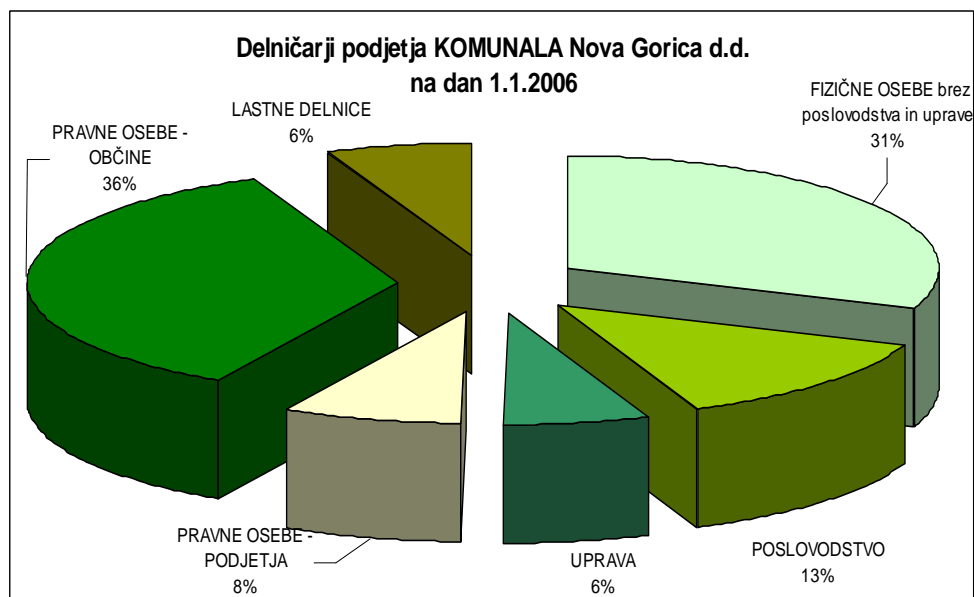 Delničarji podjetja KOMUNALA Nova Gorica d.d.
na dan 1.1.2006
FIZIČNE OSEBE brez
poslovodstva in uprave
31%
LASTNE DELNICE
6%
PRAVNE OSEBE -
OBČINE
36%
PRAVNE OSEBE -
PODJETJA
8%
UPRAVA
6%
POSLOVODSTVO
13%